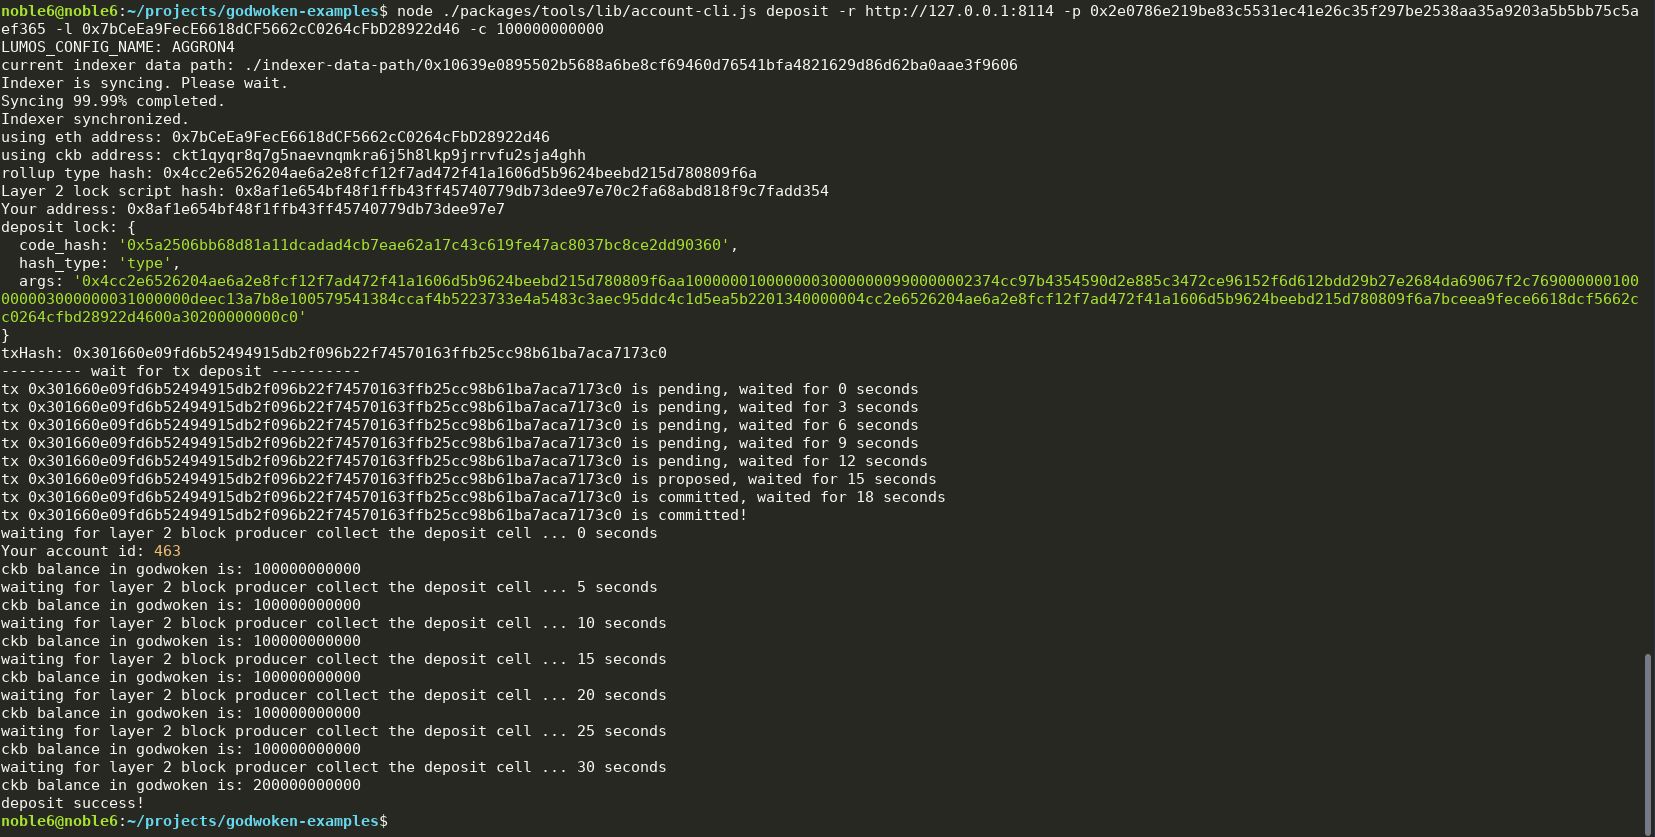 noble6@noble6:~/projects/godwoken-examples$ node ./packages/tools/lib/account-cli.js deposit -r http://127.0.0.1:8114 -p 0x2e0786e219be83c5531ec41e26c35f297be2538aa35a9203a5b5bb75c5a
ef365 -l 0x7bCeEa9FecE6618dCF5662cC0264cFbD28922d46 -c 100000000000
LUMOS_CONFIG_NAME: AGGRON4
current indexer data path: ./indexer-data-path/0x10639e0895502b5688a6be8cf69460d76541bfa4821629d86d62ba0aae3f9606
Indexer is syncing. Please wait.
Syncing 99.99% completed.
Indexer synchronized.
using eth address: 0x7bCeEa9FecE6618dCF5662cC0264cFbD28922d46
using ckb address: ckt1qyqr8q7g5naevnqmkra6j5h8lkp9jrrvfu2sja4ghh
rollup type hash: 0x4cc2e6526204ae6a2e8fcf12f7ad472f41a1606d5b9624beebd215d780809f6a
Layer 2 lock script hash: 0x8af1e654bf48f1ffb43ff45740779db73dee97e70c2fa68abd818f9c7fadd354
Your address: 0x8af1e654bf48f1ffb43ff45740779db73dee97e7
deposit lock: {
  code_hash: '0x5a2506bb68d81a11dcadad4cb7eae62a17c43c619fe47ac8037bc8ce2dd90360',
  hash_type: 'type',
  args: '0x4cc2e6526204ae6a2e8fcf12f7ad472f41a1606d5b9624beebd215d780809f6aa10000001000000030000000990000002374cc97b4354590d2e885c3472ce96152f6d612bdd29b27e2684da69067f2c769000000100
0000003000000031000000deec13a7b8e100579541384ccaf4b5223733e4a5483c3aec95ddc4c1d5ea5b2201340000004cc2e6526204ae6a2e8fcf12f7ad472f41a1606d5b9624beebd215d780809f6a7bceea9fece6618dcf5662c
c0264cfbd28922d4600a30200000000c0'
}
txHash: 0x301660e09fd6b52494915db2f096b22f74570163ffb25cc98b61ba7aca7173c0
--------- wait for tx deposit ----------
tx 0x301660e09fd6b52494915db2f096b22f74570163ffb25cc98b61ba7aca7173c0 is pending, waited for 0 seconds
tx 0x301660e09fd6b52494915db2f096b22f74570163ffb25cc98b61ba7aca7173c0 is pending, waited for 3 seconds
tx 0x301660e09fd6b52494915db2f096b22f74570163ffb25cc98b61ba7aca7173c0 is pending, waited for 6 seconds
tx 0x301660e09fd6b52494915db2f096b22f74570163ffb25cc98b61ba7aca7173c0 is pending, waited for 9 seconds
tx 0x301660e09fd6b52494915db2f096b22f74570163ffb25cc98b61ba7aca7173c0 is pending, waited for 12 seconds
tx 0x301660e09fd6b52494915db2f096b22f74570163ffb25cc98b61ba7aca7173c0 is proposed, waited for 15 seconds
tx 0x301660e09fd6b52494915db2f096b22f74570163ffb25cc98b61ba7aca7173c0 is committed, waited for 18 seconds
tx 0x301660e09fd6b52494915db2f096b22f74570163ffb25cc98b61ba7aca7173c0 is committed!
waiting for layer 2 block producer collect the deposit cell ... 0 seconds
Your account id: 463
ckb balance in godwoken is: 100000000000
waiting for layer 2 block producer collect the deposit cell ... 5 seconds
ckb balance in godwoken is: 100000000000
waiting for layer 2 block producer collect the deposit cell ... 10 seconds
ckb balance in godwoken is: 100000000000
waiting for layer 2 block producer collect the deposit cell ... 15 seconds
ckb balance in godwoken is: 100000000000
waiting for layer 2 block producer collect the deposit cell ... 20 seconds
ckb balance in godwoken is: 100000000000
waiting for layer 2 block producer collect the deposit cell ... 25 seconds
ckb balance in godwoken is: 100000000000
waiting for layer 2 block producer collect the deposit cell ... 30 seconds
ckb balance in godwoken is: 200000000000
deposit success!
noble6@noble6:~/projects/godwoken-examples$